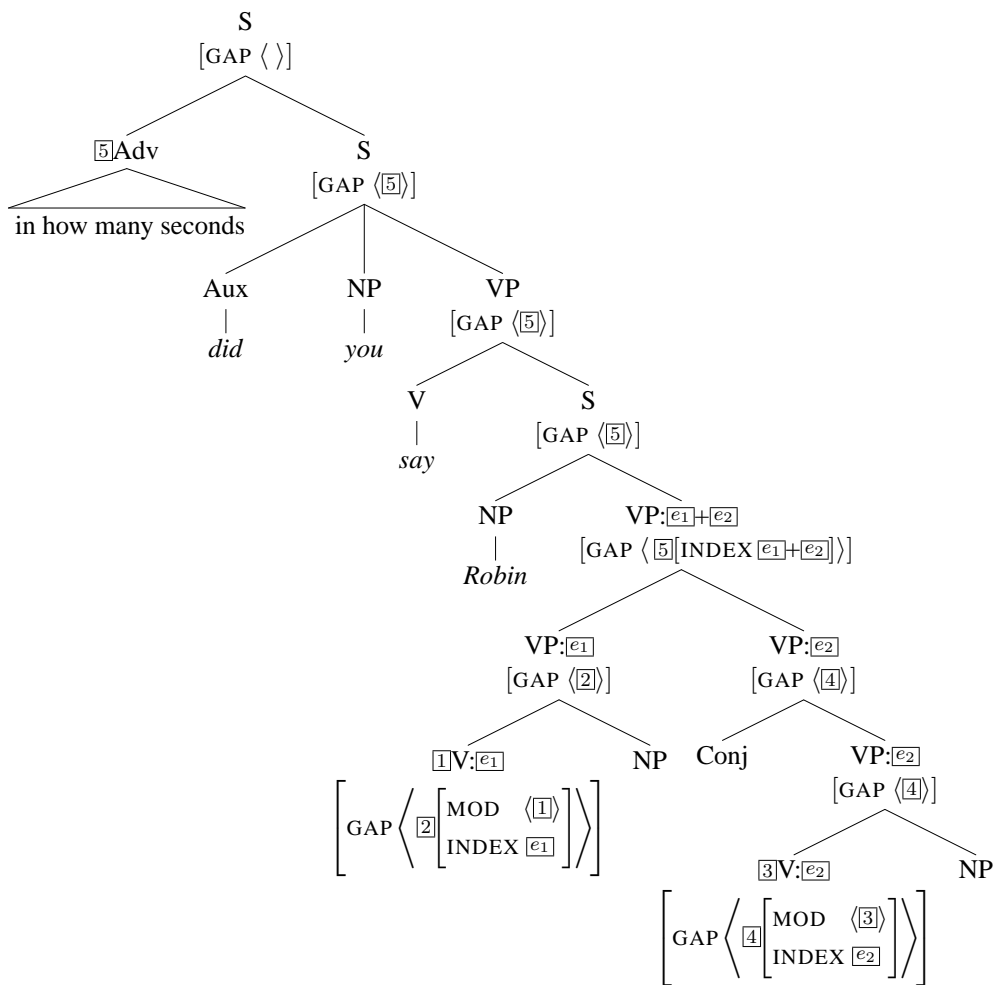 S
[GAP ⟨ ⟩]
5Adv S
[GAP ⟨5⟩]
in how many seconds
Aux NP VP
[GAP ⟨5⟩]
did you
V S
[GAP ⟨5⟩]
say
NP VP:e1+e2
[GAP ⟨ 5[INDEX e1+e2]⟩]
Robin
VP:e1 VP:e2
[GAP ⟨2⟩] [GAP ⟨4⟩]
1V:e1 NP Conj VP:e2
[GAP ⟨4⟩]
[GAP ⟨ 2[MOD ⟨1⟩
INDEX e1]⟩]
3V:e2 NP
[GAP ⟨ 4[MOD ⟨3⟩
INDEX e2]⟩]